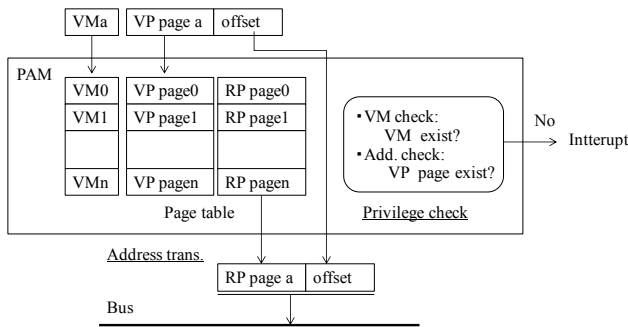 VMa VP page a offset
PAM
VM0 VP page0 RP page0
VM1 VP page1 RP page1
VMn VP pagen RP pagen
Page table
・VM check:
VM exist?
・Add. check:
VP page exist?
Privilege check
No
Intterupt
Address trans.
RP page a offset
Bus